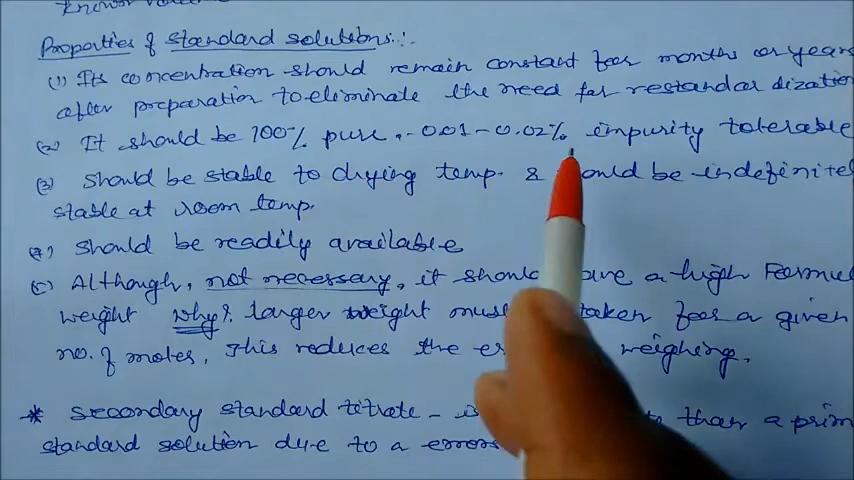 known
Properties of standard solutions:
(1) Its concentration should remain constant for months or years
after preparation to eliminate the need for restandardization
(2) It should be 100% pure, - 0.01 - 0.02% impurity tolerable
(3) Should be stable to drying temp. & should be indefinitel
stable at room temp.
(4) Should be readily available
(5) Although, not necessary, it should have a high Formul
weight why? larger weight must taken for a given
no. of moles, This reduces the weighing.
* Secondary standard titrate - than a prim
standard solution due to a errors